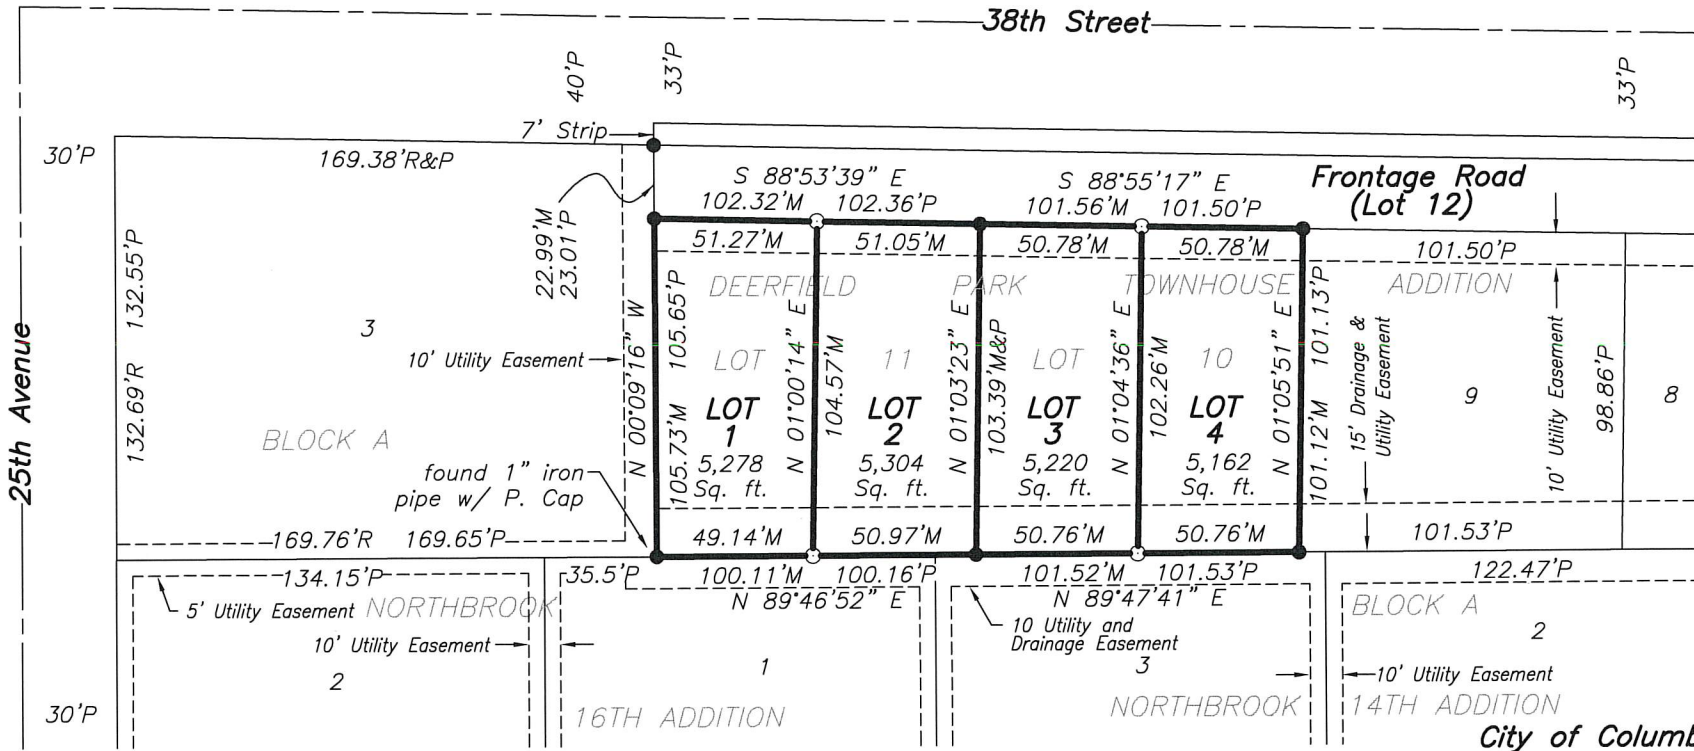 38th Street
40'P
33'P
33'P
7' Strip
30'P
169.38'R&P
S 88°53'39" E
102.32'M 102.36'P
S 88°55'17" E
101.56'M 101.50'P
Frontage Road
(Lot 12)
22.99'M
23.01'P
51.27'M
51.05'M
50.78'M
50.78'M
101.50'P
132.69'R 132.55'P
DEERFIELD PARK TOWNHOUSE ADDITION
25th Avenue
3
10' Utility Easement
N 00°09'16" W
105.73'M 105.65'P
LOT 11
LOT 10
N 01°00'14" E
104.57'M
N 01°03'23" E
103.39'M&P
N 01°04'36" E
102.26'M
N 01°05'51" E
101.12'M 101.13'P
15' Drainage &
Utility Easement
10' Utility Easement
98.86'P
9
8
LOT
1
5,278
Sq. ft.
LOT
2
5,304
Sq. ft.
LOT
3
5,220
Sq. ft.
LOT
4
5,162
Sq. ft.
BLOCK A
found 1" iron
pipe w/ P. Cap
169.76'R 169.65'P
49.14'M
50.97'M
50.76'M
50.76'M
101.53'P
134.15'P
35.5'P
100.11'M 100.16'P
N 89°46'52" E
101.52'M 101.53'P
N 89°47'41" E
122.47'P
5' Utility Easement
NORTHBROOK
10' Utility Easement
10 Utility and
Drainage Easement
BLOCK A
2
1
3
2
10' Utility Easement
30'P
16TH ADDITION
NORTHBROOK
14TH ADDITION
City of Columb